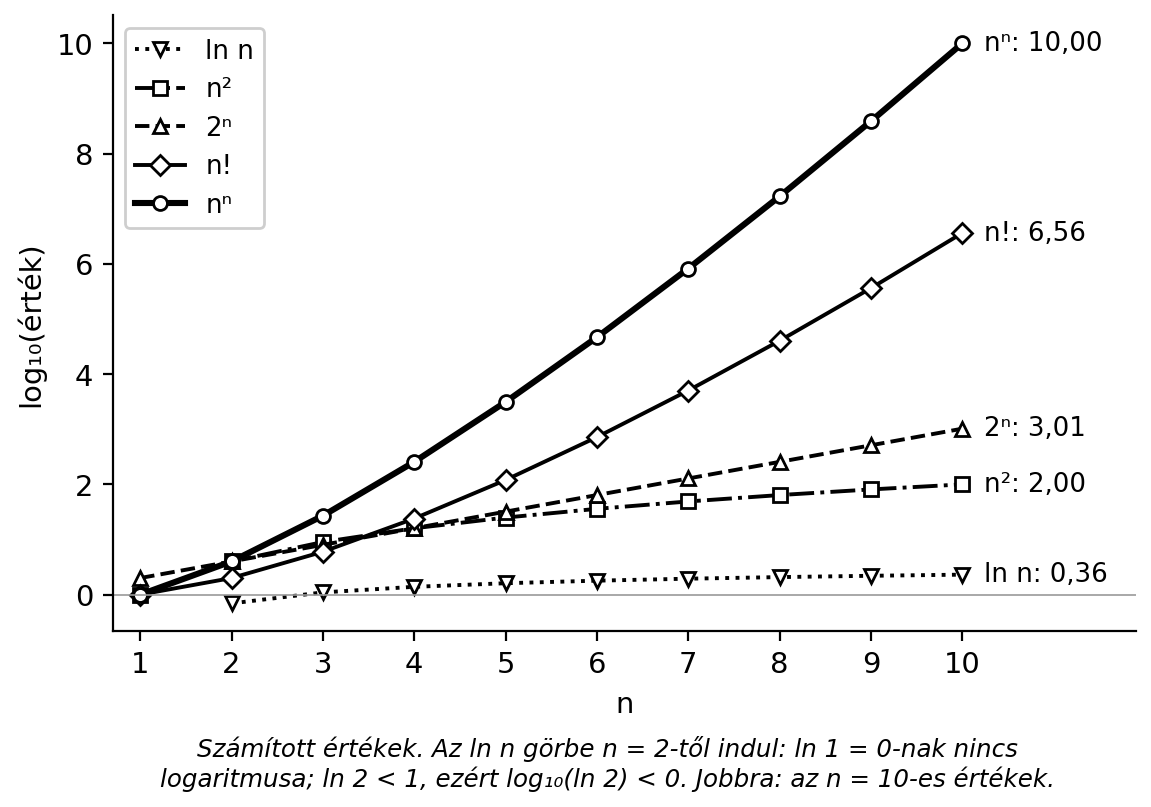 ln n
n²
2ⁿ
n!
nⁿ
log₁₀(érték)
10
8
6
4
2
0
nⁿ: 10,00
n!: 6,56
2ⁿ: 3,01
n²: 2,00
ln n: 0,36
1 2 3 4 5 6 7 8 9 10
n
Számított értékek. Az ln n görbe n = 2-től indul: ln 1 = 0-nak nincs
logaritmusa; ln 2 < 1, ezért log₁₀(ln 2) < 0. Jobbra: az n = 10-es értékek.